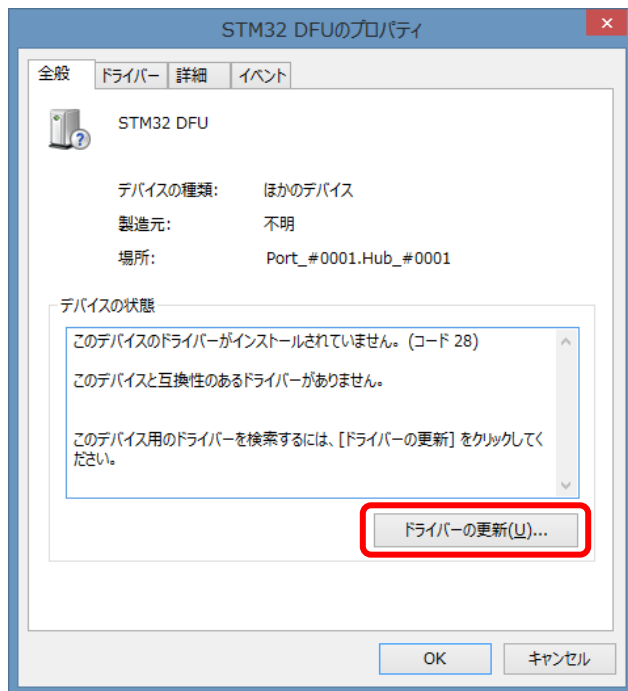 STM32 DFUのプロパティ
×
全般 ドライバー 詳細 イベント
STM32 DFU
デバイスの種類: ほかのデバイス
製造元: 不明
場所: Port_#0001.Hub_#0001
デバイスの状態
このデバイスのドライバーがインストールされていません。(コード 28)
このデバイスと互換性のあるドライバーがありません。
このデバイス用のドライバーを検索するには、[ドライバーの更新] をクリックしてく
ださい。
ドライバーの更新(U)...
OK キャンセル